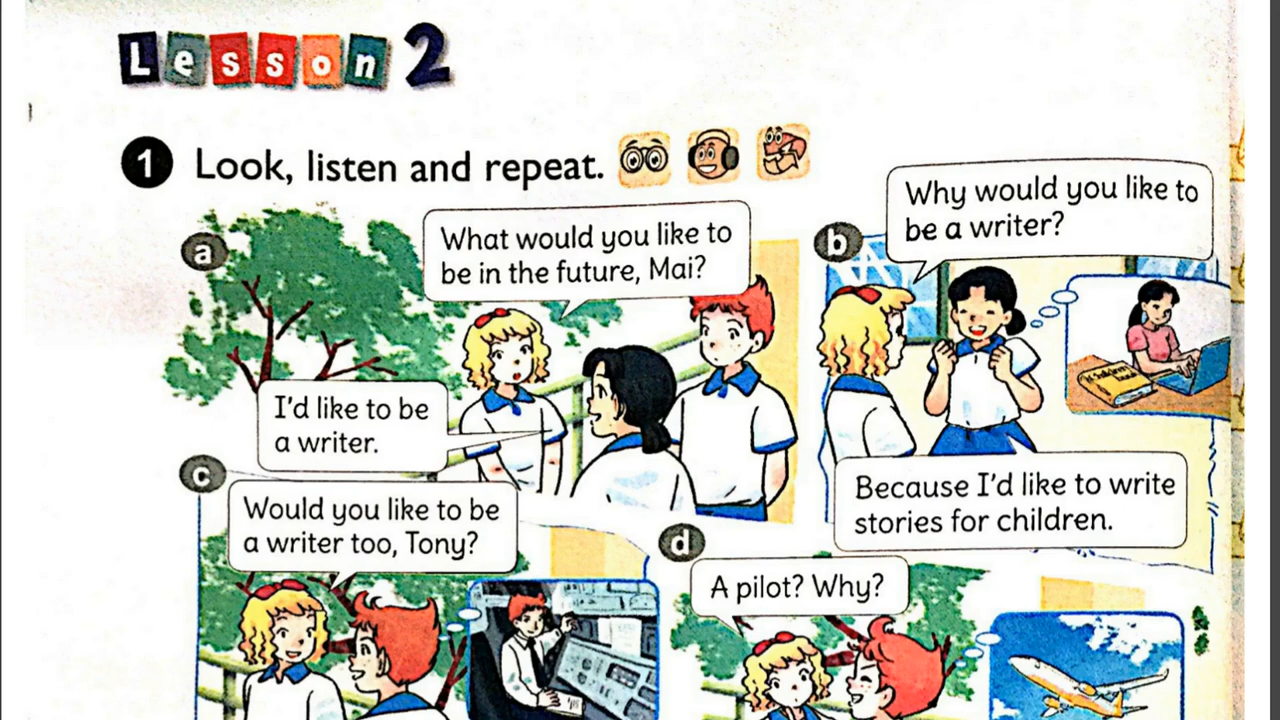 Lesson 2
1 Look, listen and repeat.
a
What would you like to
be in the future, Mai?
I'd like to be
a writer.
b
Why would you like to
be a writer?
Because I'd like to write
stories for children.
c
Would you like to be
a writer too, Tony?
d
A pilot? Why?